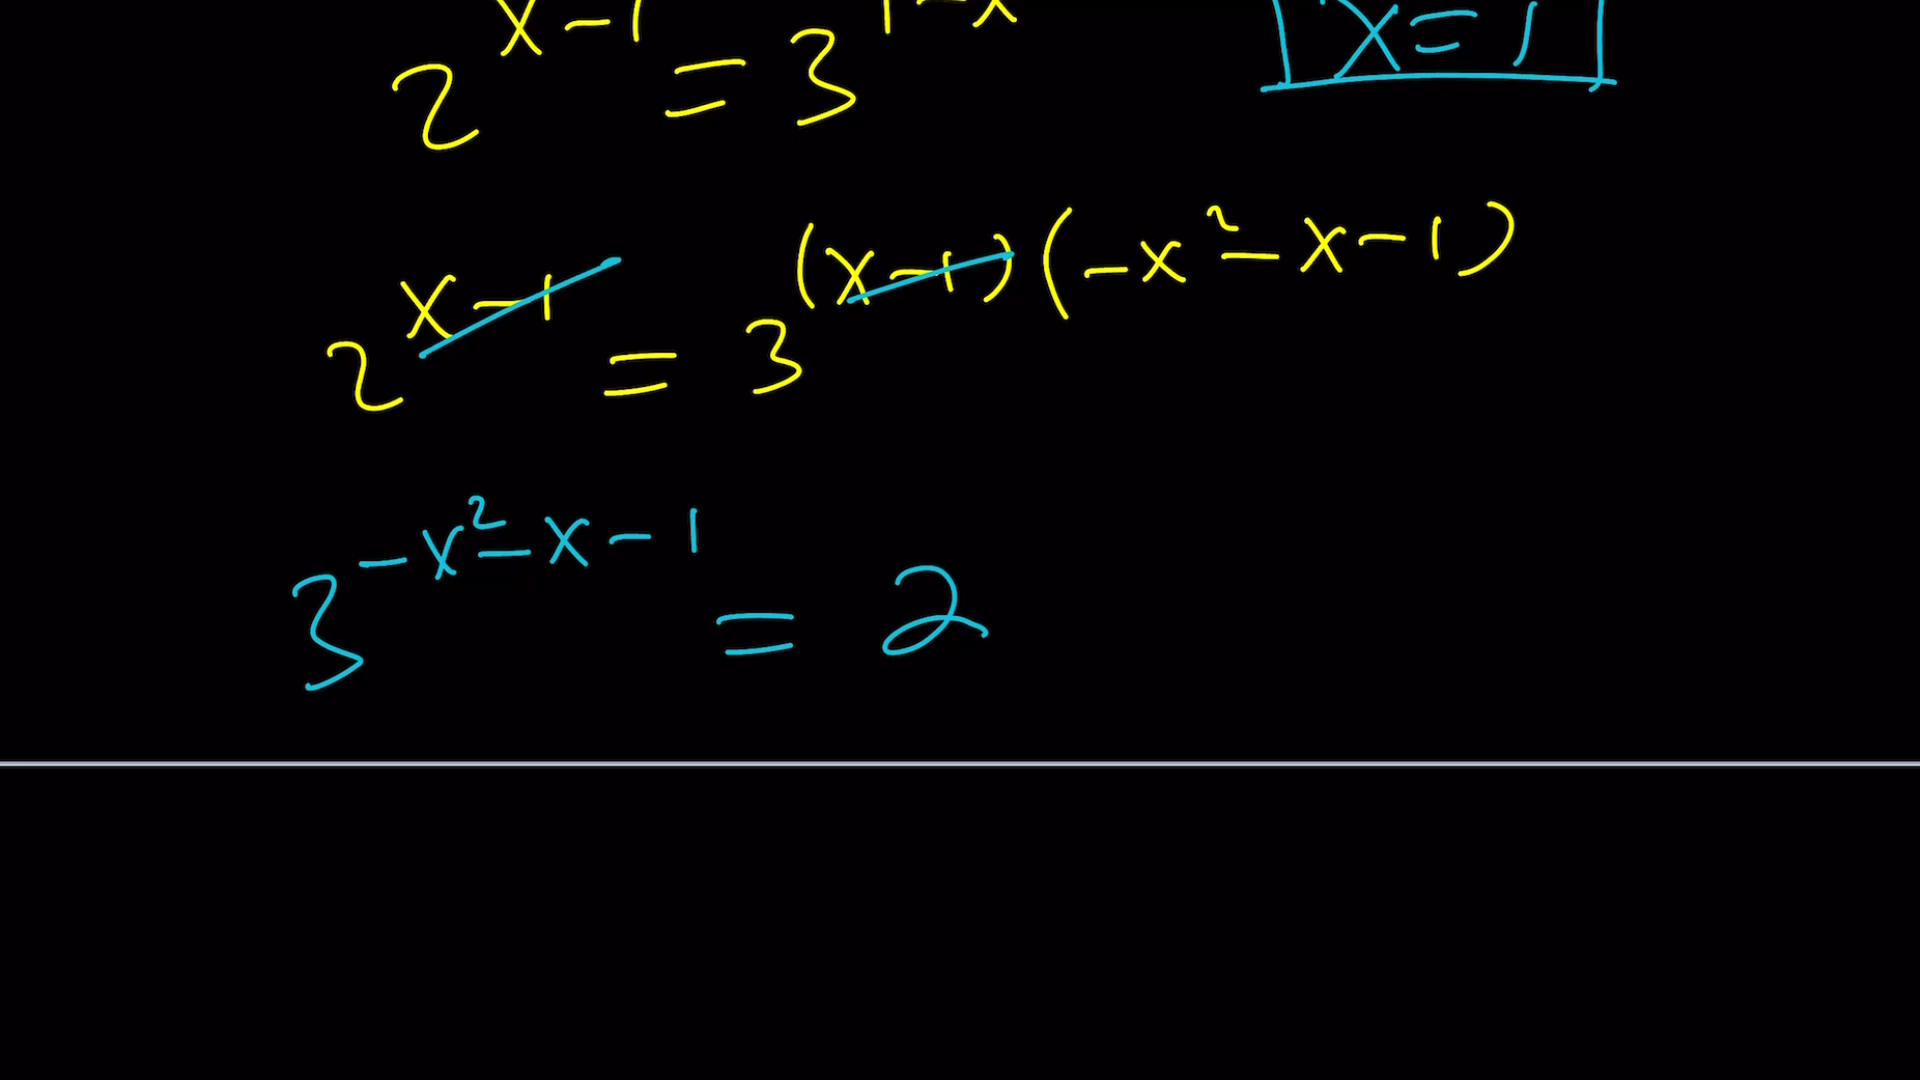 2^{x-1} = 3^{1-x}
x = 1
2^{x-1} = 3^{(x-1)(-x^2-x-1)}
3^{-x^2-x-1} = 2